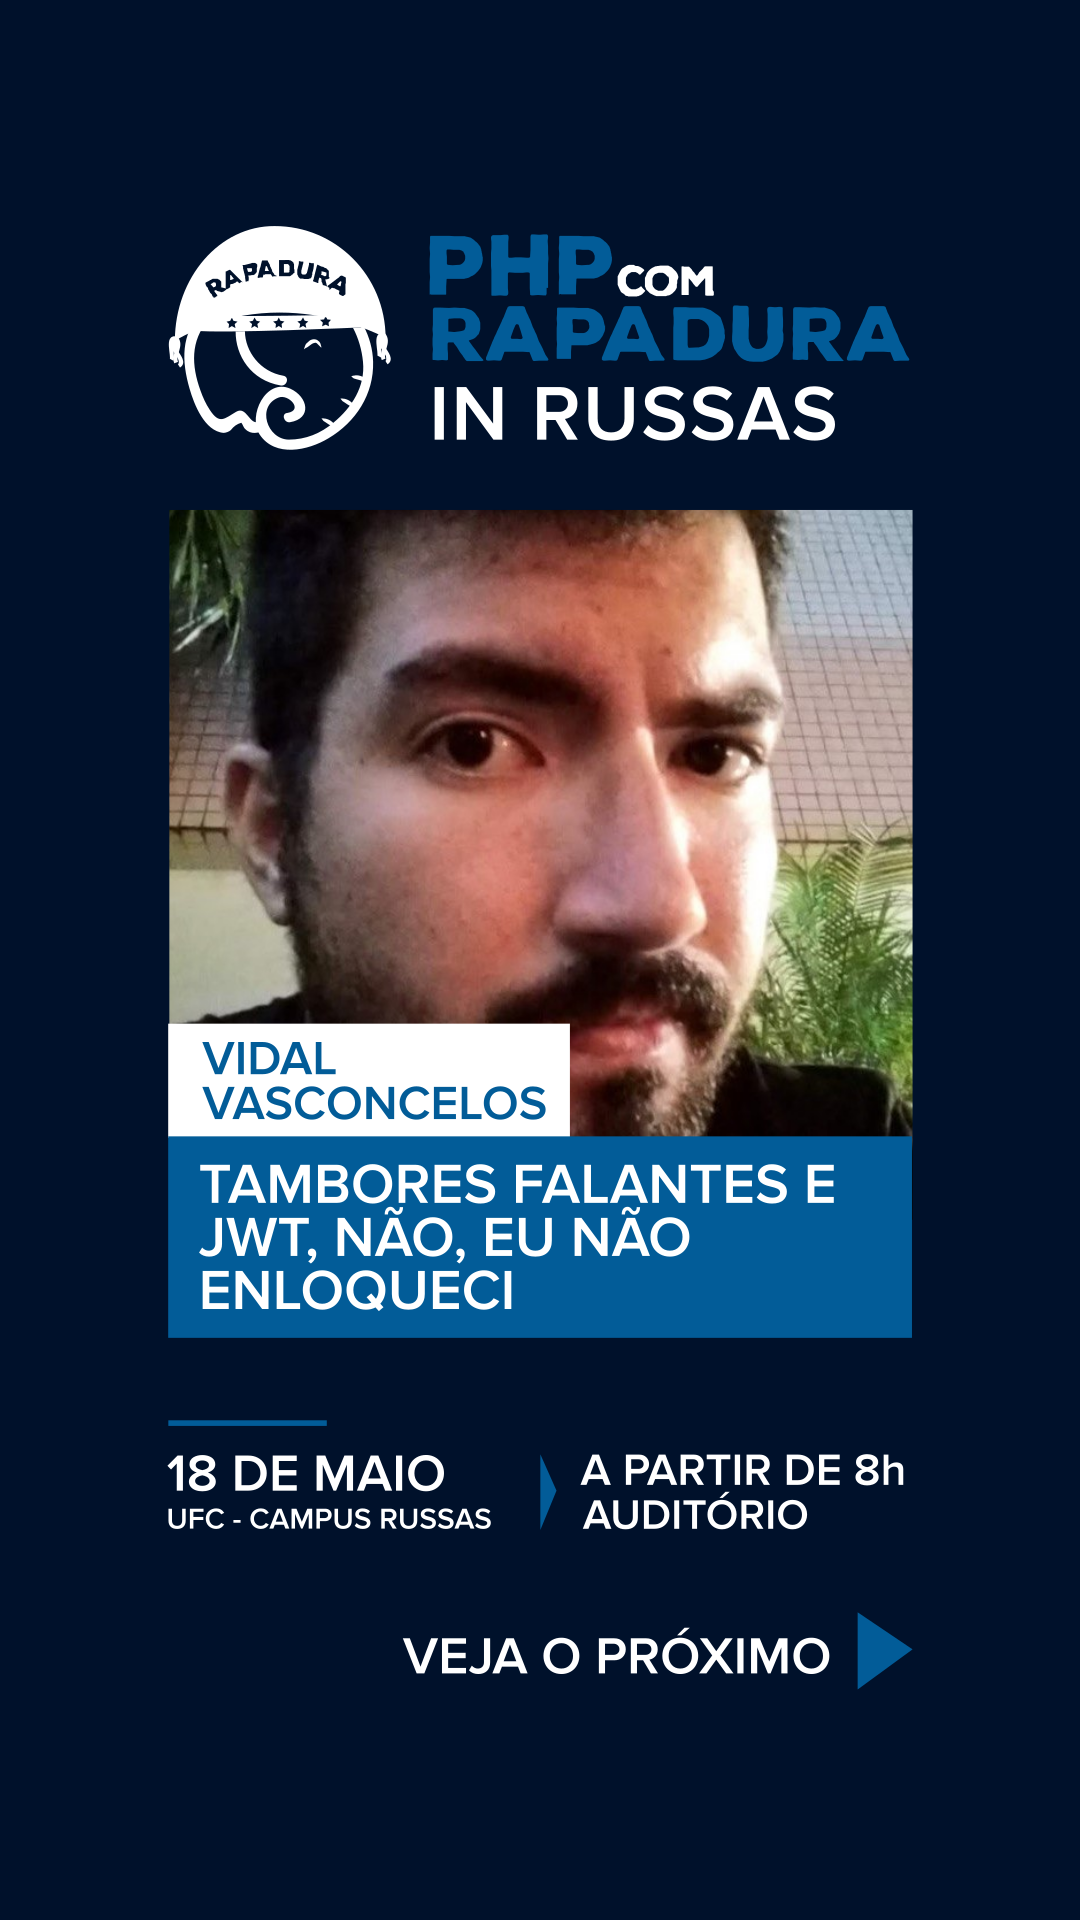 RAPADURA
PHP COM
RAPADURA
IN RUSSAS
VIDAL
VASCONCELOS
TAMBORES FALANTES E
JWT, NÃO, EU NÃO
ENLOQUECI
18 DE MAIO
UFC - CAMPUS RUSSAS
A PARTIR DE 8h
AUDITÓRIO
VEJA O PRÓXIMO